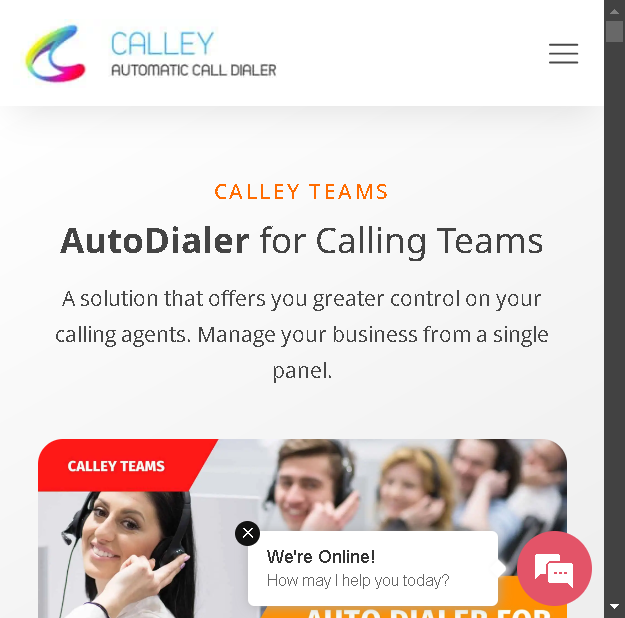 CALLEY
AUTOMATIC CALL DIALER
CALLEY TEAMS
AutoDialer for Calling Teams
A solution that offers you greater control on your
calling agents. Manage your business from a single
panel.
CALLEY TEAMS
We're Online!
How may I help you today?
AUTO DIALER FOR